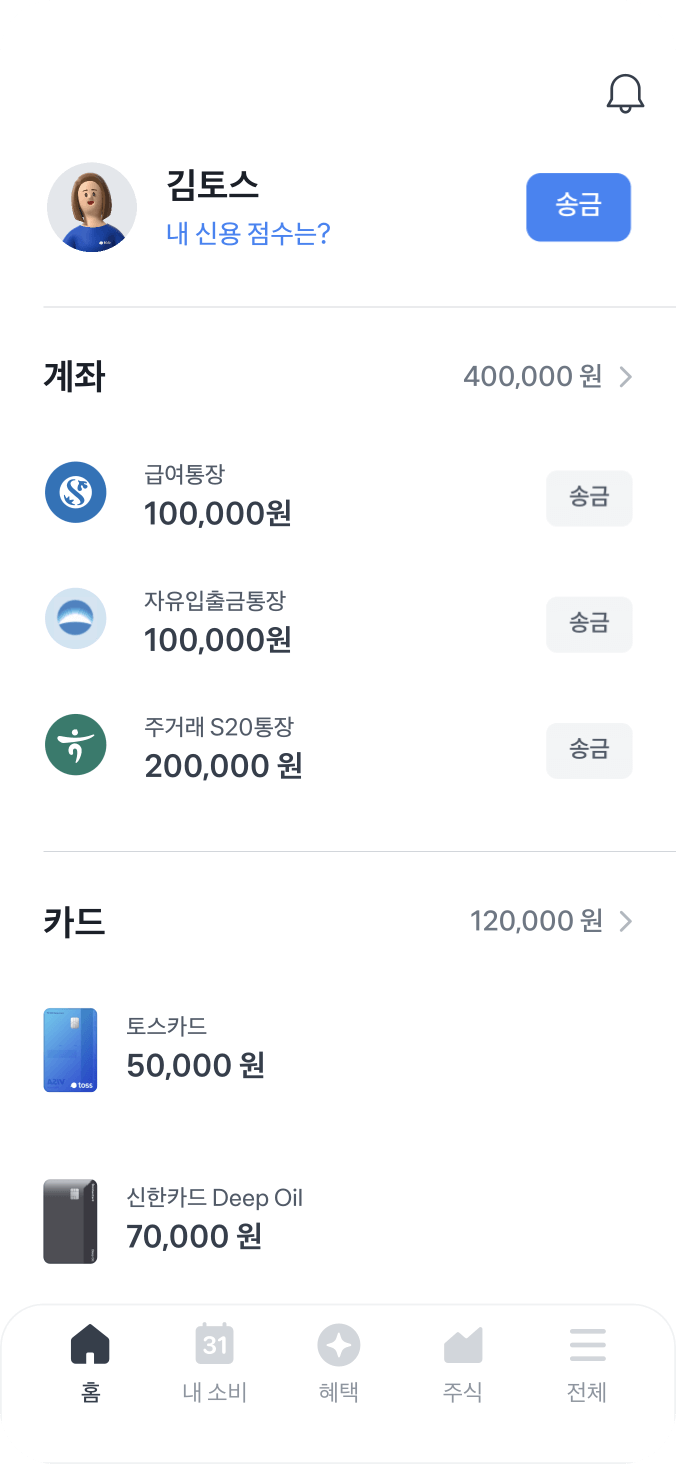 김토스
내 신용 점수는?
송금
계좌
400,000 원
급여통장
100,000원
송금
자유입출금통장
100,000원
송금
주거래 S20통장
200,000 원
송금
카드
120,000 원
토스카드
50,000 원
toss
신한카드 Deep Oil
70,000 원
31
홈
내 소비
혜택
주식
전체